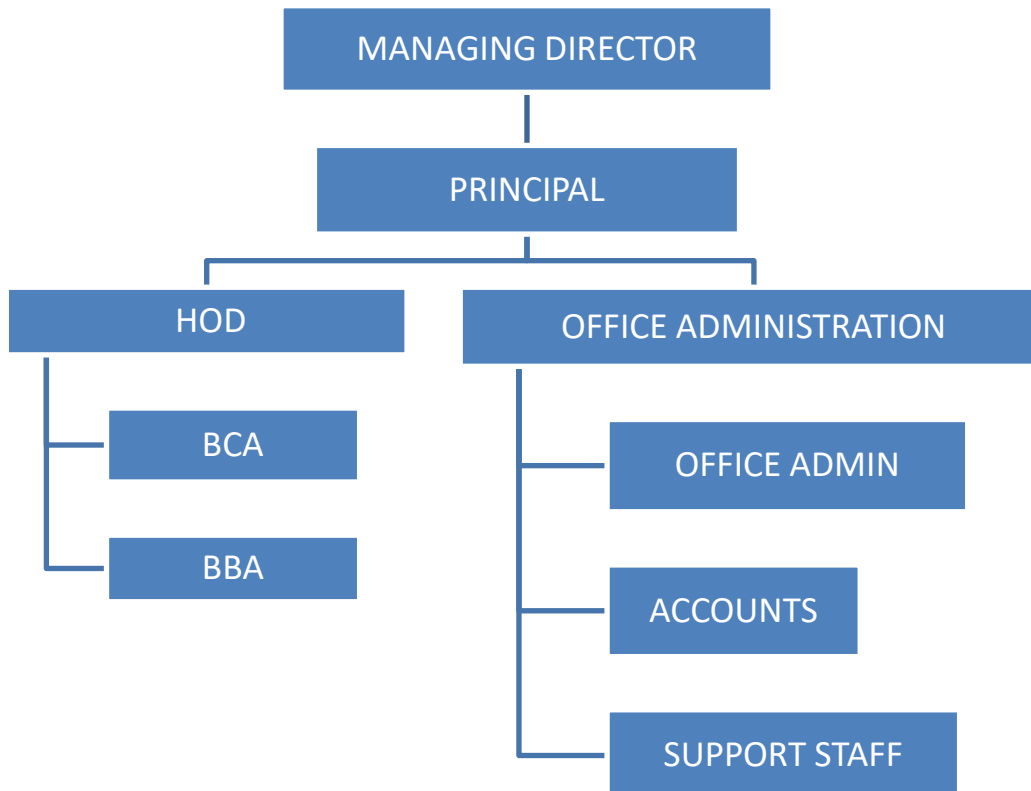 MANAGING DIRECTOR
PRINCIPAL
HOD
OFFICE ADMINISTRATION
BCA
OFFICE ADMIN
BBA
ACCOUNTS
SUPPORT STAFF